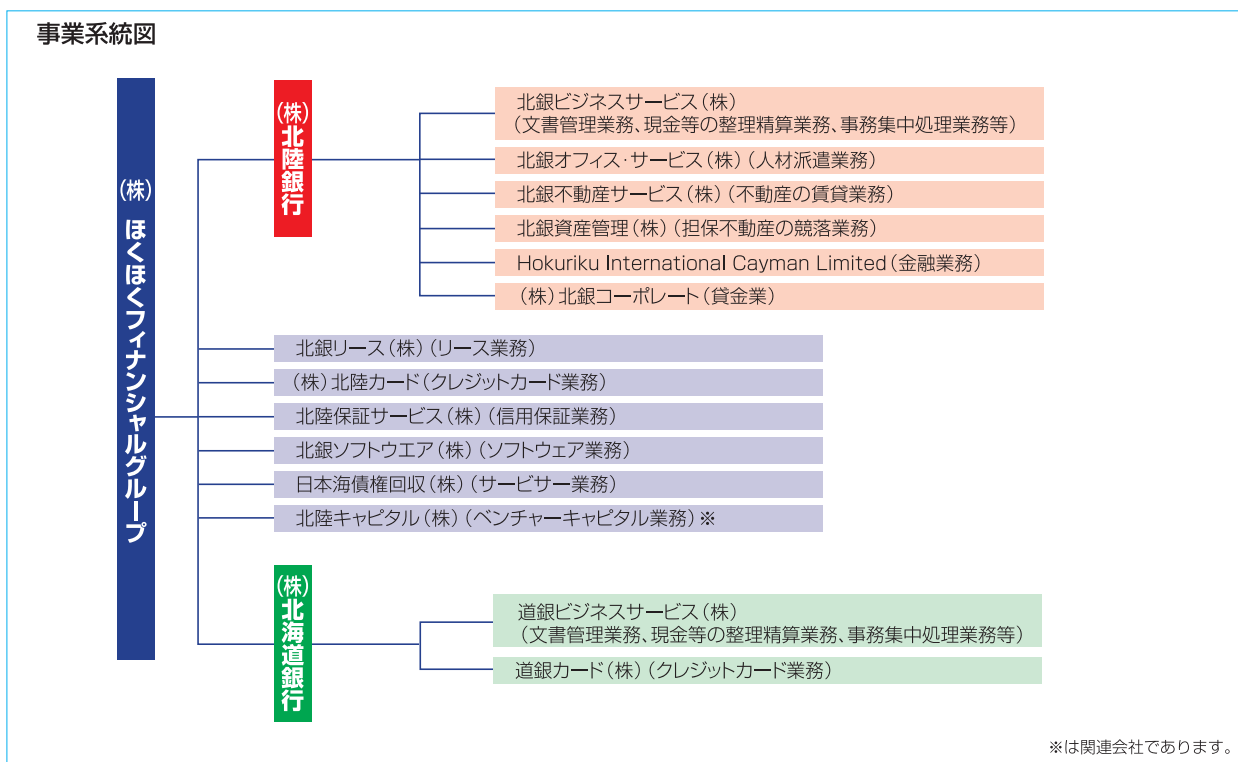 事業系統図
(株)ほくほくフィナンシャルグループ
(株)北陸銀行
北銀ビジネスサービス(株)
(文書管理業務、現金等の整理精算業務、事務集中処理業務等)
北銀オフィス・サービス(株)(人材派遣業務)
北銀不動産サービス(株)(不動産の賃貸業務)
北銀資産管理(株)(担保不動産の競落業務)
Hokuriku International Cayman Limited(金融業務)
(株)北銀コーポレート(貸金業)
北銀リース(株)(リース業務)
(株)北陸カード(クレジットカード業務)
北陸保証サービス(株)(信用保証業務)
北銀ソフトウエア(株)(ソフトウェア業務)
日本海債権回収(株)(サービサー業務)
北陸キャピタル(株)(ベンチャーキャピタル業務)※
(株)北海道銀行
道銀ビジネスサービス(株)
(文書管理業務、現金等の整理精算業務、事務集中処理業務等)
道銀カード(株)(クレジットカード業務)
※は関連会社であります。